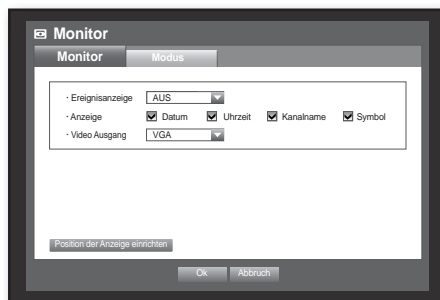 Monitor
Monitor Modus
· Ereignisanzeige AUS
· Anzeige Datum Uhrzeit Kanalname Symbol
· Video Ausgang VGA
Position der Anzeige einrichten
Ok Abbruch